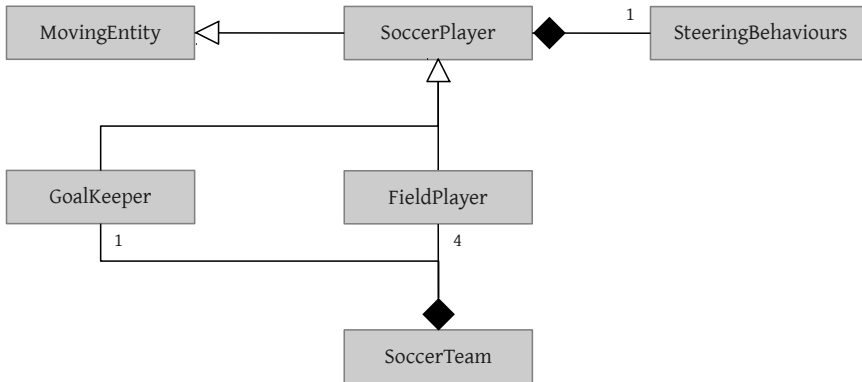 MovingEntity
SoccerPlayer
1
SteeringBehaviours
GoalKeeper
FieldPlayer
1
4
SoccerTeam